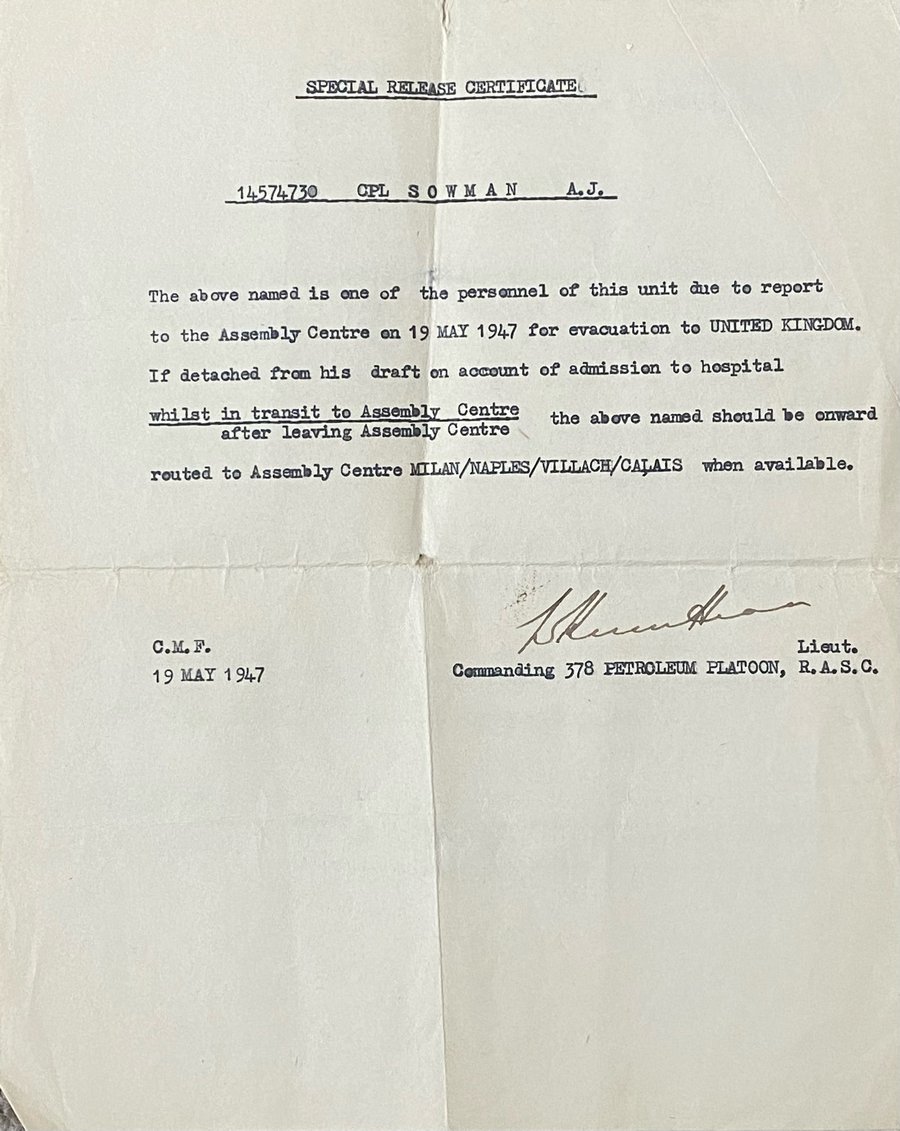 SPECIAL RELEASE CERTIFICATE
14574730 CPL S O W M A N A.J.
The above named is one of the personnel of this unit due to report
to the Assembly Centre on 19 MAY 1947 for evacuation to UNITED KINGDOM.
If detached from his draft on account of admission to hospital
whilst in transit to Assembly Centre the above named should be onward
after leaving Assembly Centre
routed to Assembly Centre MILAN/NAPLES/VILLACH/CALAIS when available.
C.M.F. Lieut.
19 MAY 1947 Commanding 378 PETROLEUM PLATOON, R.A.S.C.